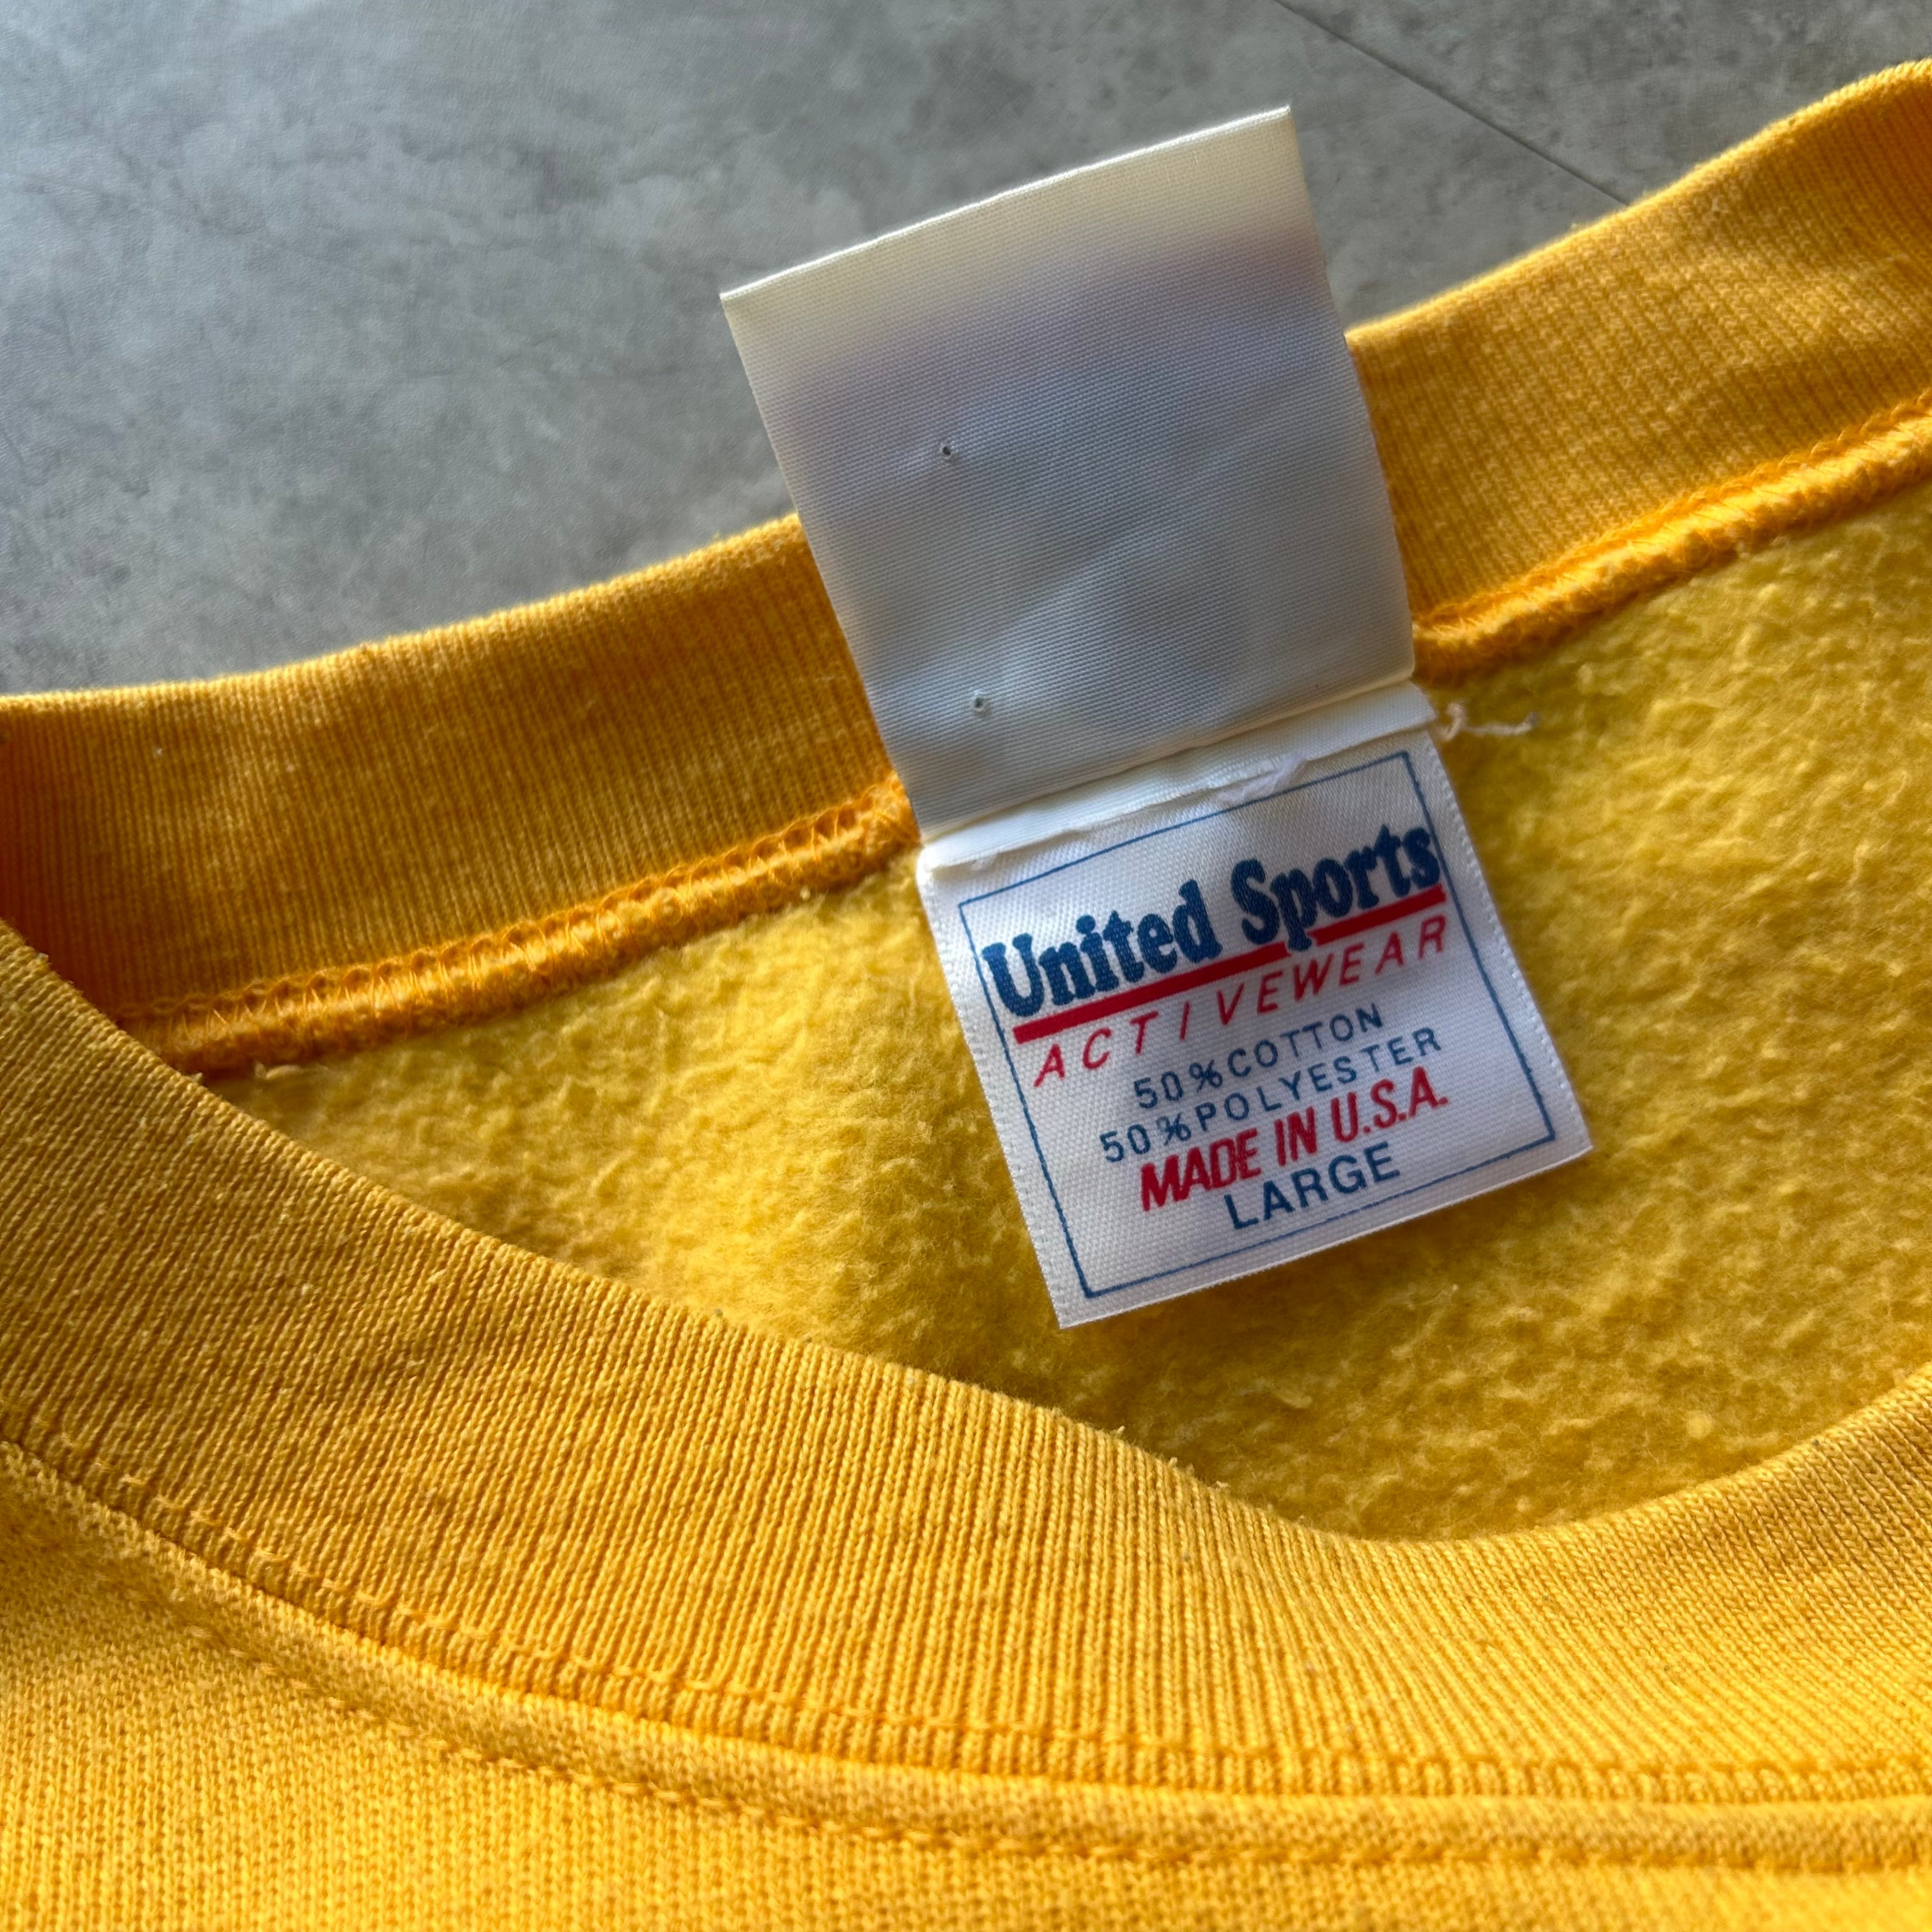 United Sports
ACTIVEWEAR
50%COTTON
50%POLYESTER
MADE IN U.S.A.
LARGE